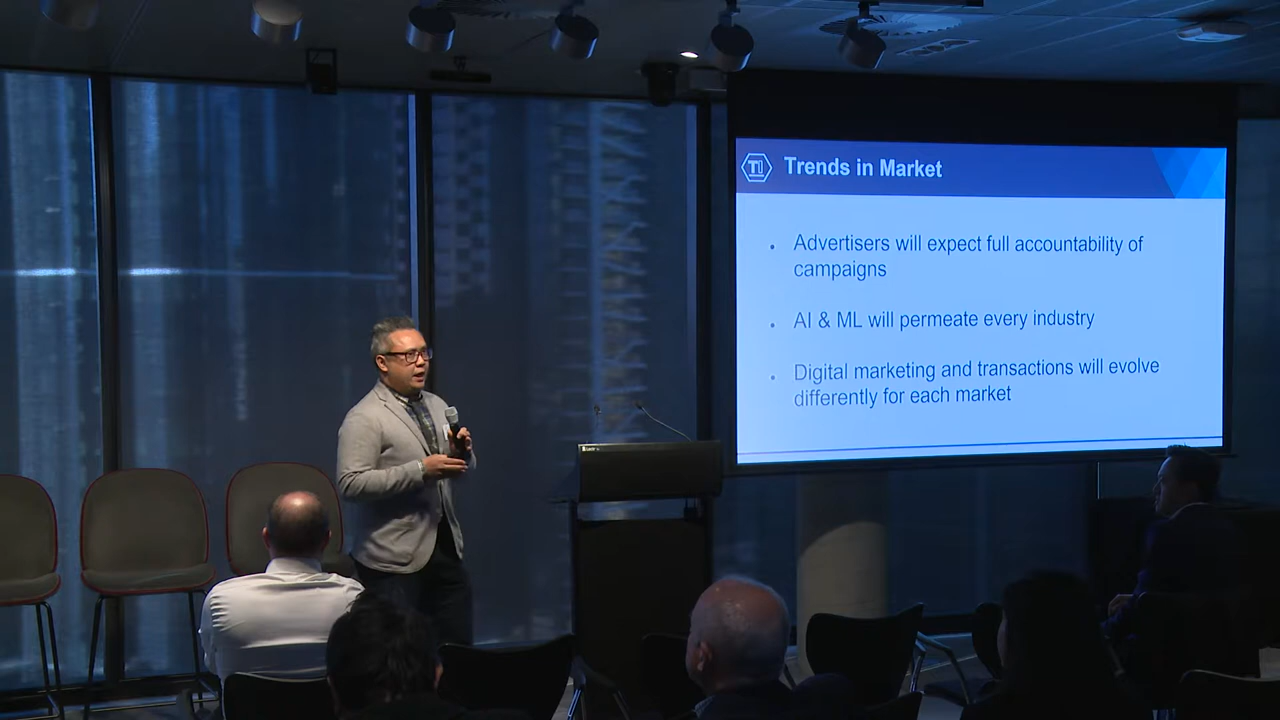 Trends in Market
Advertisers will expect full accountability of
campaigns
AI & ML will permeate every industry
Digital marketing and transactions will evolve
differently for each market